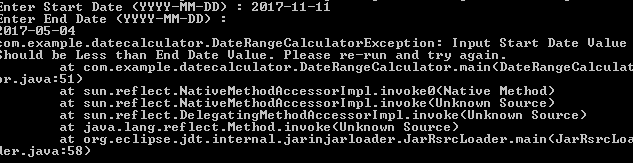 Enter Start Date (YYYY-MM-DD) : 2017-11-11
Enter End Date (YYYY-MM-DD) :
2017-05-04
com.example.datecalculator.DateRangeCalculatorException: Input Start Date Value
Should be Less than End Date Value. Please re-run and try again.
at com.example.datecalculator.DateRangeCalculator.main(DateRangeCalculat
or.java:51)
at sun.reflect.NativeMethodAccessorImpl.invoke0(Native Method)
at sun.reflect.NativeMethodAccessorImpl.invoke(Unknown Source)
at sun.reflect.DelegatingMethodAccessorImpl.invoke(Unknown Source)
at java.lang.reflect.Method.invoke(Unknown Source)
at org.eclipse.jdt.internal.jarinjarloader.JarRsrcLoader.main(JarRsrcLoa
der.java:58)